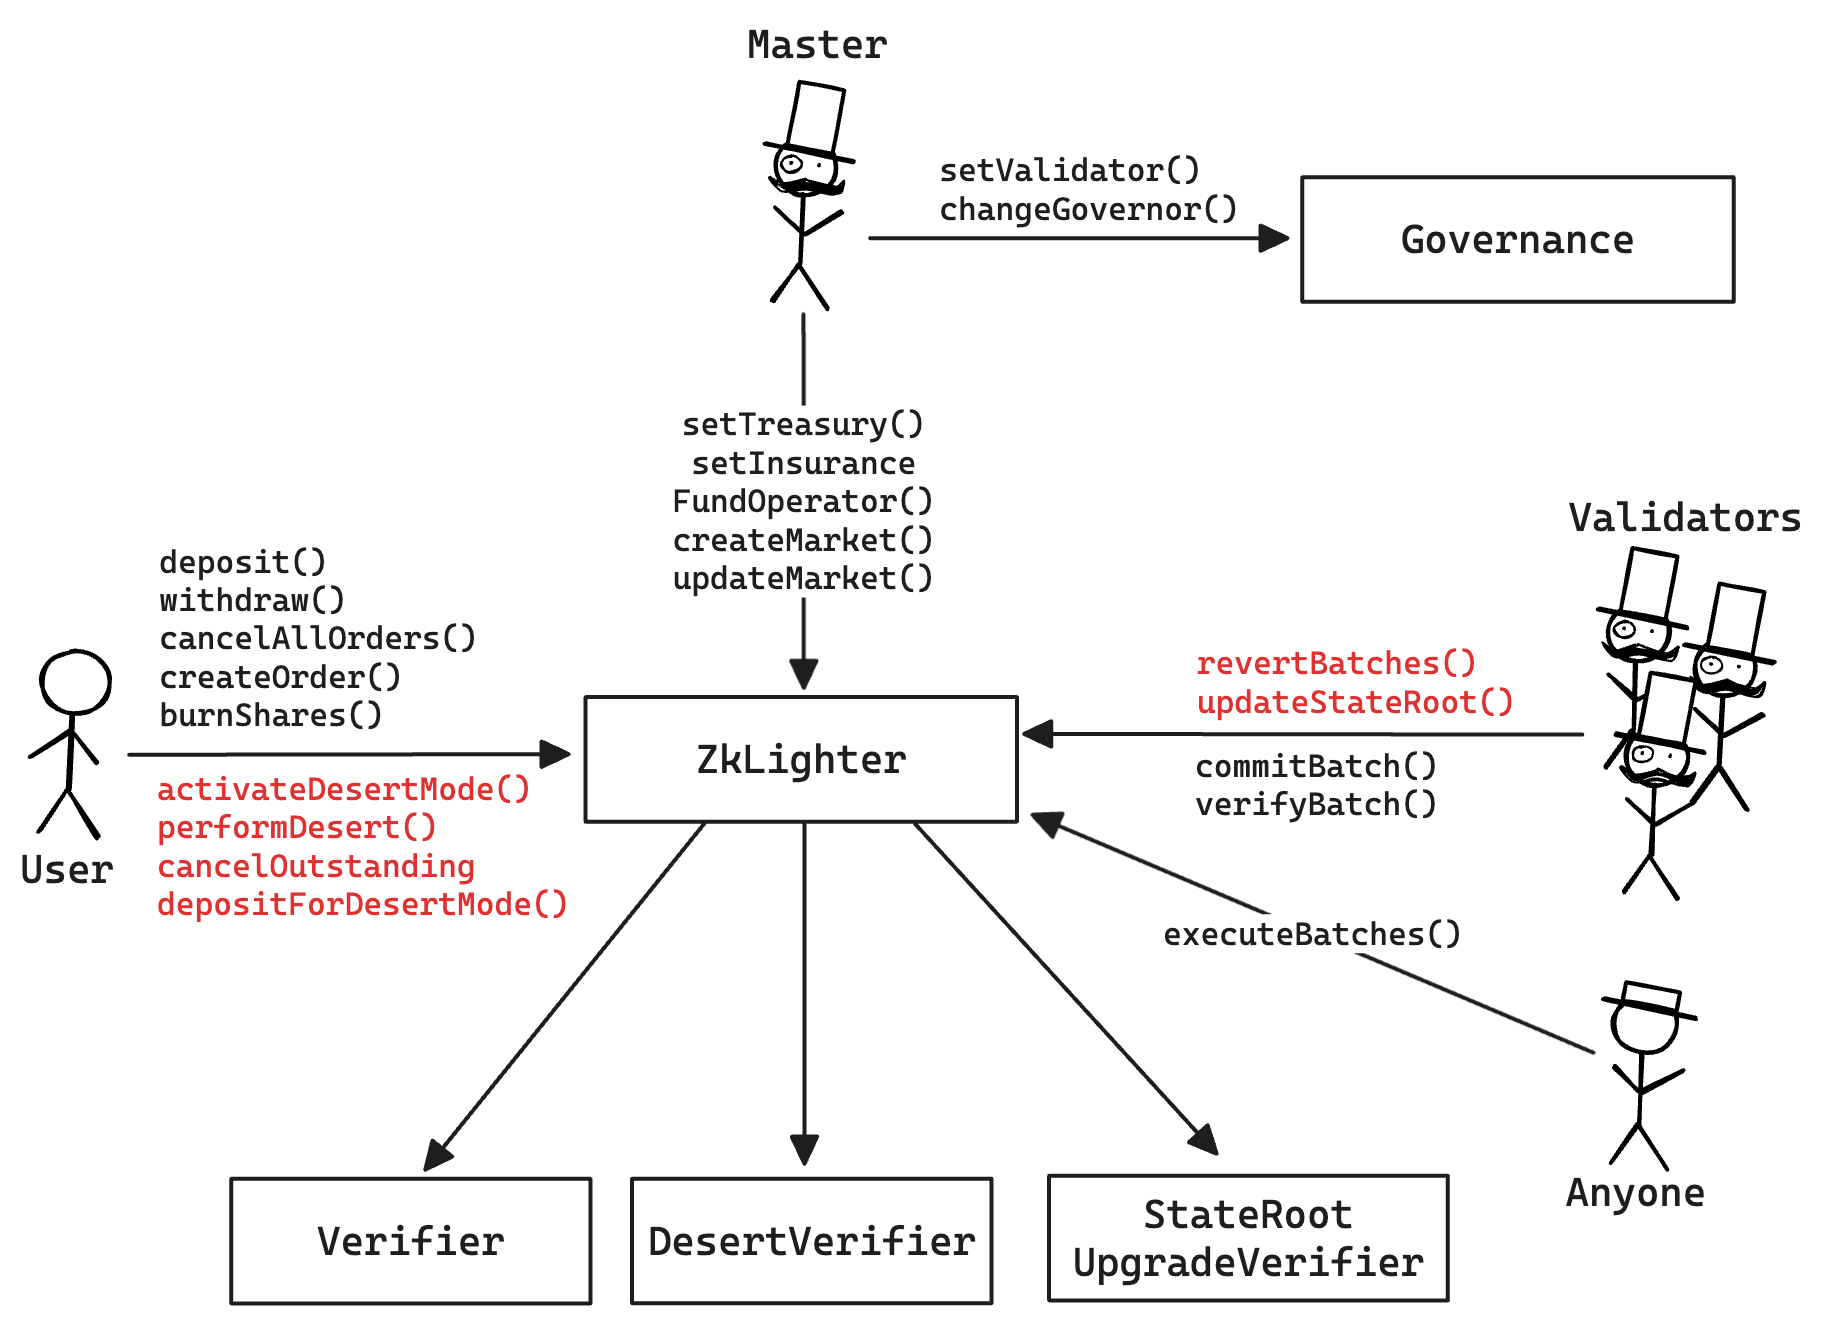 Master
setValidator()
changeGovernor()
Governance
setTreasury()
setInsurance
FundOperator()
createMarket()
updateMarket()
Validators
deposit()
withdraw()
cancelAllOrders()
createOrder()
burnShares()
revertBatches()
updateStateRoot()
ZkLighter
commitBatch()
verifyBatch()
activateDesertMode()
performDesert()
cancelOutstanding
depositForDesertMode()
User
executeBatches()
Anyone
Verifier
DesertVerifier
StateRoot
UpgradeVerifier